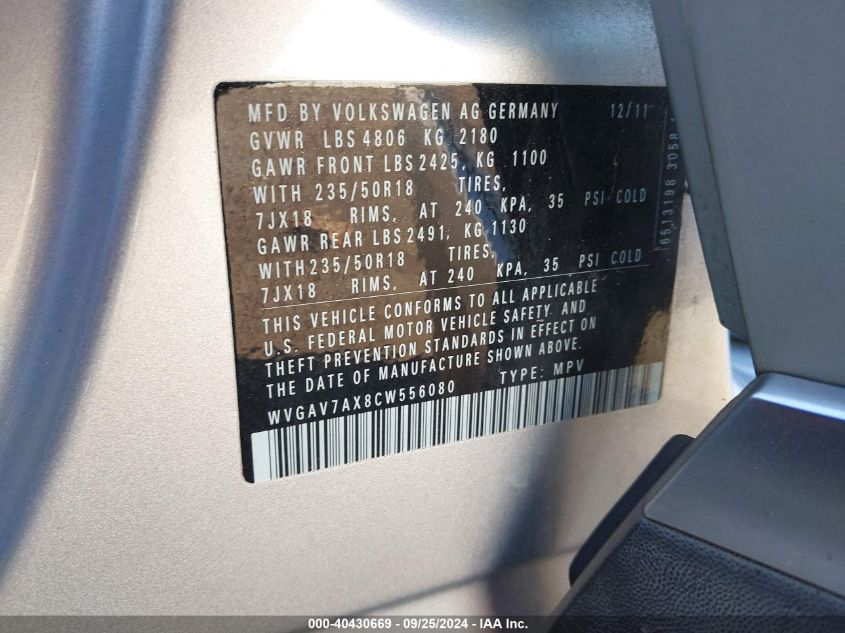 MFD BY VOLKSWAGEN AG GERMANY 12/11
GVWR LBS 4806 KG 2180
GAWR FRONT LBS 2425, KG 1100
WITH 235/50R18 TIRES,
7JX18 RIMS, AT 240 KPA, 35 PSI COLD
GAWR REAR LBS 2491, KG 1130
WITH 235/50R18 TIRES,
7JX18 RIMS, AT 240 KPA, 35 PSI COLD
THIS VEHICLE CONFORMS TO ALL APPLICABLE
U.S. FEDERAL MOTOR VEHICLE SAFETY AND
THEFT PREVENTION STANDARDS IN EFFECT ON
THE DATE OF MANUFACTURE SHOWN ABOVE.
WVGAV7AX8CW556080 TYPE: MPV
000-40430669 - 09/25/2024 - IAA Inc.